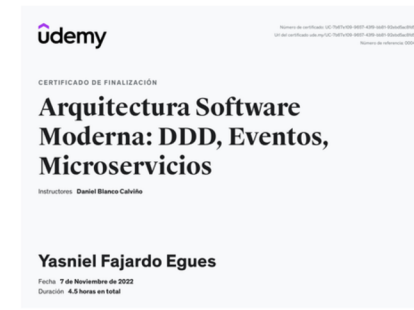 ûdemy
CERTIFICADO DE FINALIZACIÓN
Arquitectura Software
Moderna: DDD, Eventos,
Microservicios
Instructores Daniel Blanco Calviño
Yasniel Fajardo Egues
Fecha 7 de Noviembre de 2022
Duración 4.5 horas en total